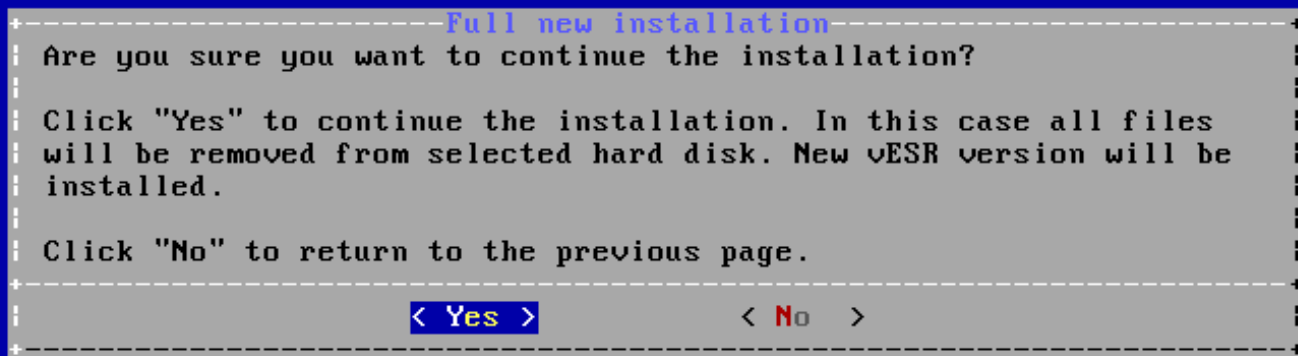 Full new installation
Are you sure you want to continue the installation?
Click "Yes" to continue the installation. In this case all files
will be removed from selected hard disk. New vESR version will be
installed.
Click "No" to return to the previous page.
< Yes > < No >